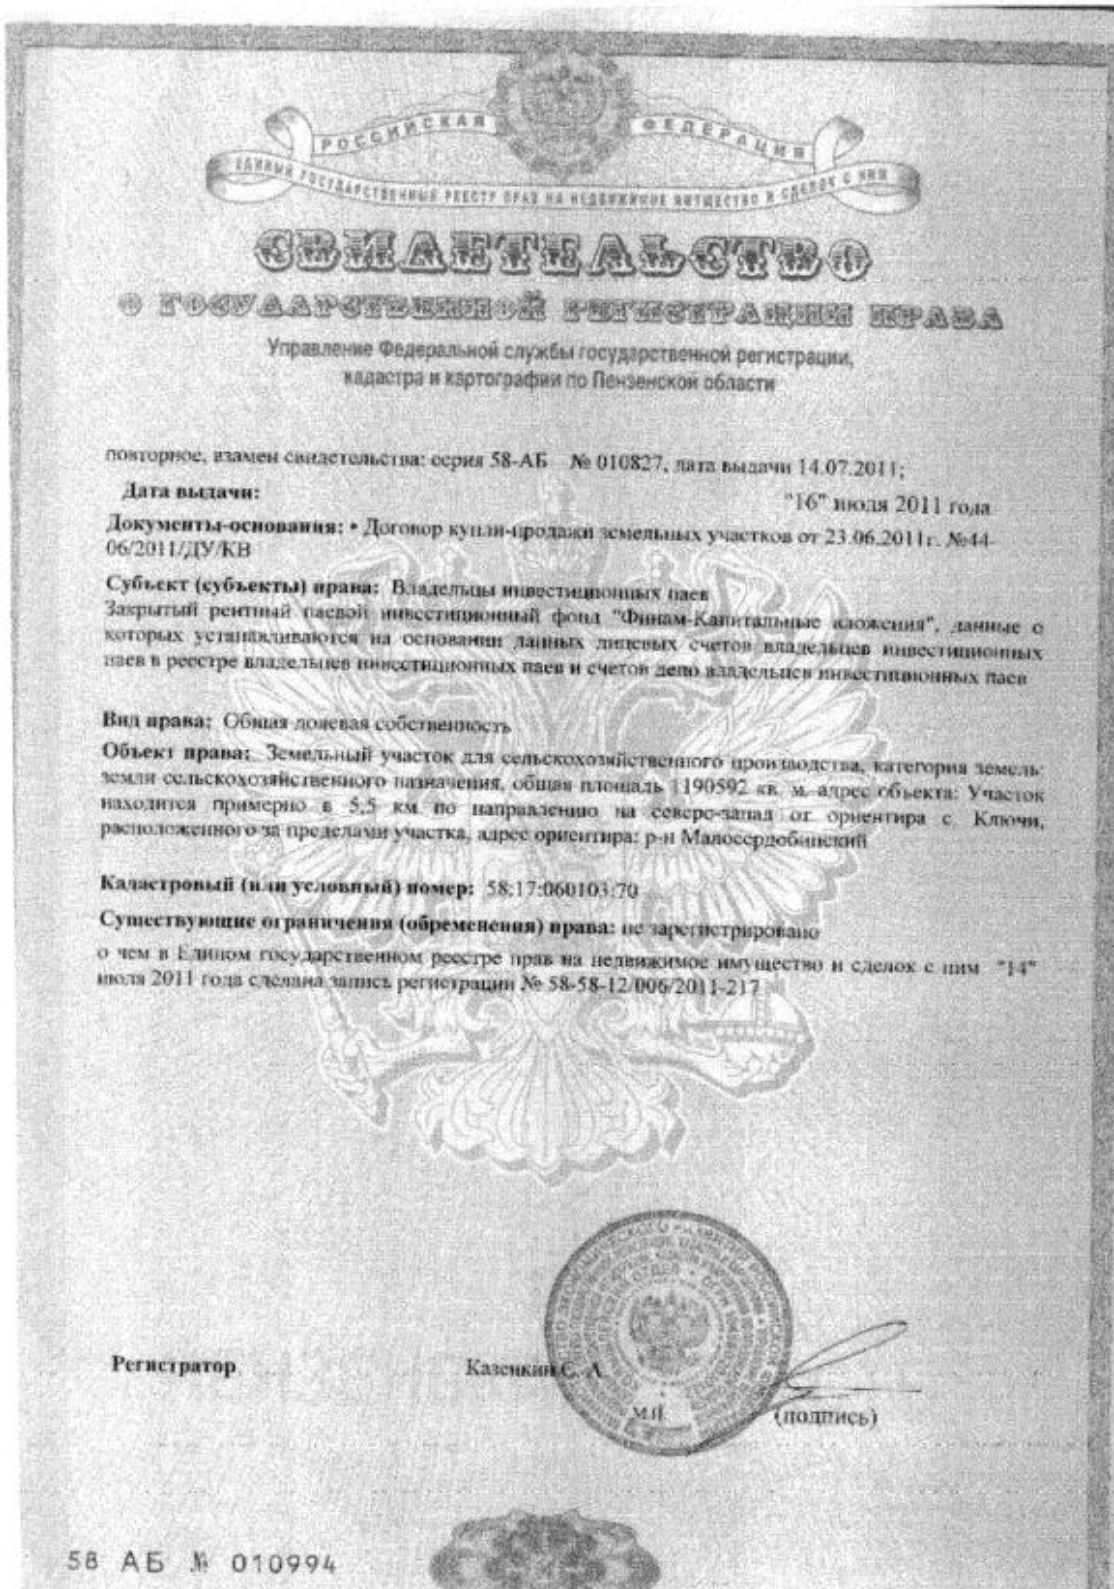 РОССИЙСКАЯ ФЕДЕРАЦИЯ
ЕДИНЫЙ ГОСУДАРСТВЕННЫЙ РЕЕСТР ПРАВ НА НЕДВИЖИМОЕ ИМУЩЕСТВО И СДЕЛОК С НИМ
СВИДЕТЕЛЬСТВО
О ГОСУДАРСТВЕННОЙ РЕГИСТРАЦИИ ПРАВА
Управление Федеральной службы государственной регистрации,
кадастра и картографии по Пензенской области
повторное, взамен свидетельства: серия 58-АБ № 010827, дата выдачи 14.07.2011;
Дата выдачи: "16" июля 2011 года
Документы-основания: • Договор купли-продажи земельных участков от 23.06.2011г. №44-
06/2011/ДУ/КВ
Субъект (субъекты) права: Владельцы инвестиционных паев
Закрытый рентный паевой инвестиционный фонд "Финам-Капитальные вложения", данные о
которых устанавливаются на основании данных лицевых счетов владельцев инвестиционных
паев в реестре владельцев инвестиционных паев и счетов депо владельцев инвестиционных паев
Вид права: Общая долевая собственность
Объект права: Земельный участок для сельскохозяйственного производства, категория земель:
земли сельскохозяйственного назначения, общая площадь 1190592 кв. м, адрес объекта: Участок
находится примерно в 5,5 км по направлению на северо-запад от ориентира с. Ключи,
расположенного за пределами участка, адрес ориентира: р-н Малосердобинский
Кадастровый (или условный) номер: 58:17:060103:70
Существующие ограничения (обременения) права: не зарегистрировано
о чем в Едином государственном реестре прав на недвижимое имущество и сделок с ним "14"
июля 2011 года сделана запись регистрации № 58-58-12/006/2011-217
Регистратор Казенкин С. А.
М.П.
(подпись)
58 АБ № 010994